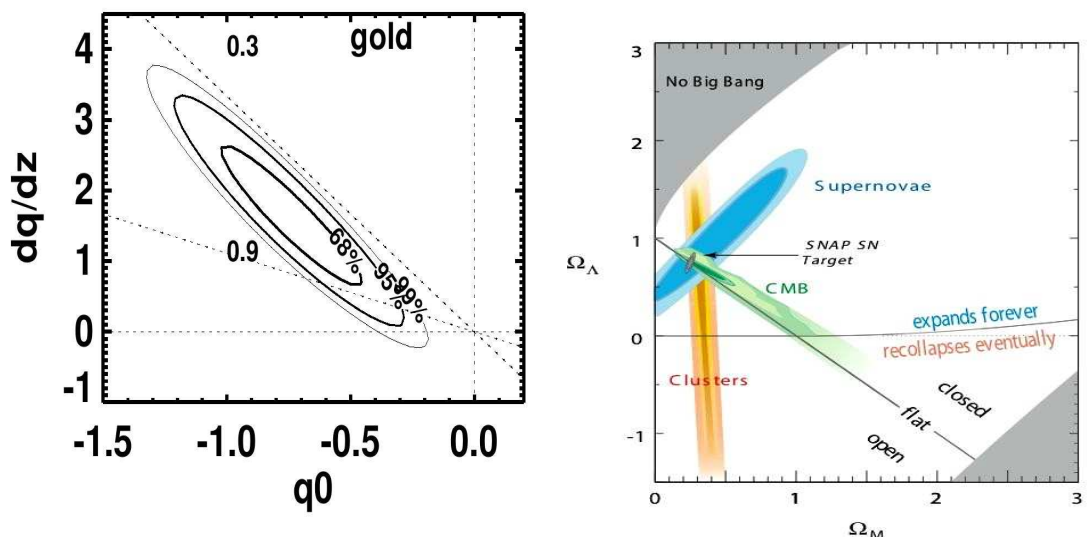 gold
0.3
0.9
68%
95%
99%
4
3
2
1
0
-1
dq/dz
-1.5
-1.0
-0.5
0.0
q0
No Big Bang
Supernovae
SNAP SN
Target
CMB
expands forever
recollapses eventually
Clusters
closed
flat
open
3
2
1
0
-1
Ω_Λ
0
1
2
3
Ω_M